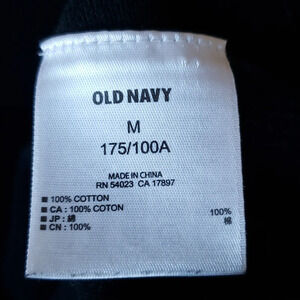 OLD NAVY
M
175/100A
MADE IN CHINA
RN 54023 CA 17897
■ 100% COTTON
■ CA : 100% COTON
■ JP : 綿
■ CN : 100%
100%
棉